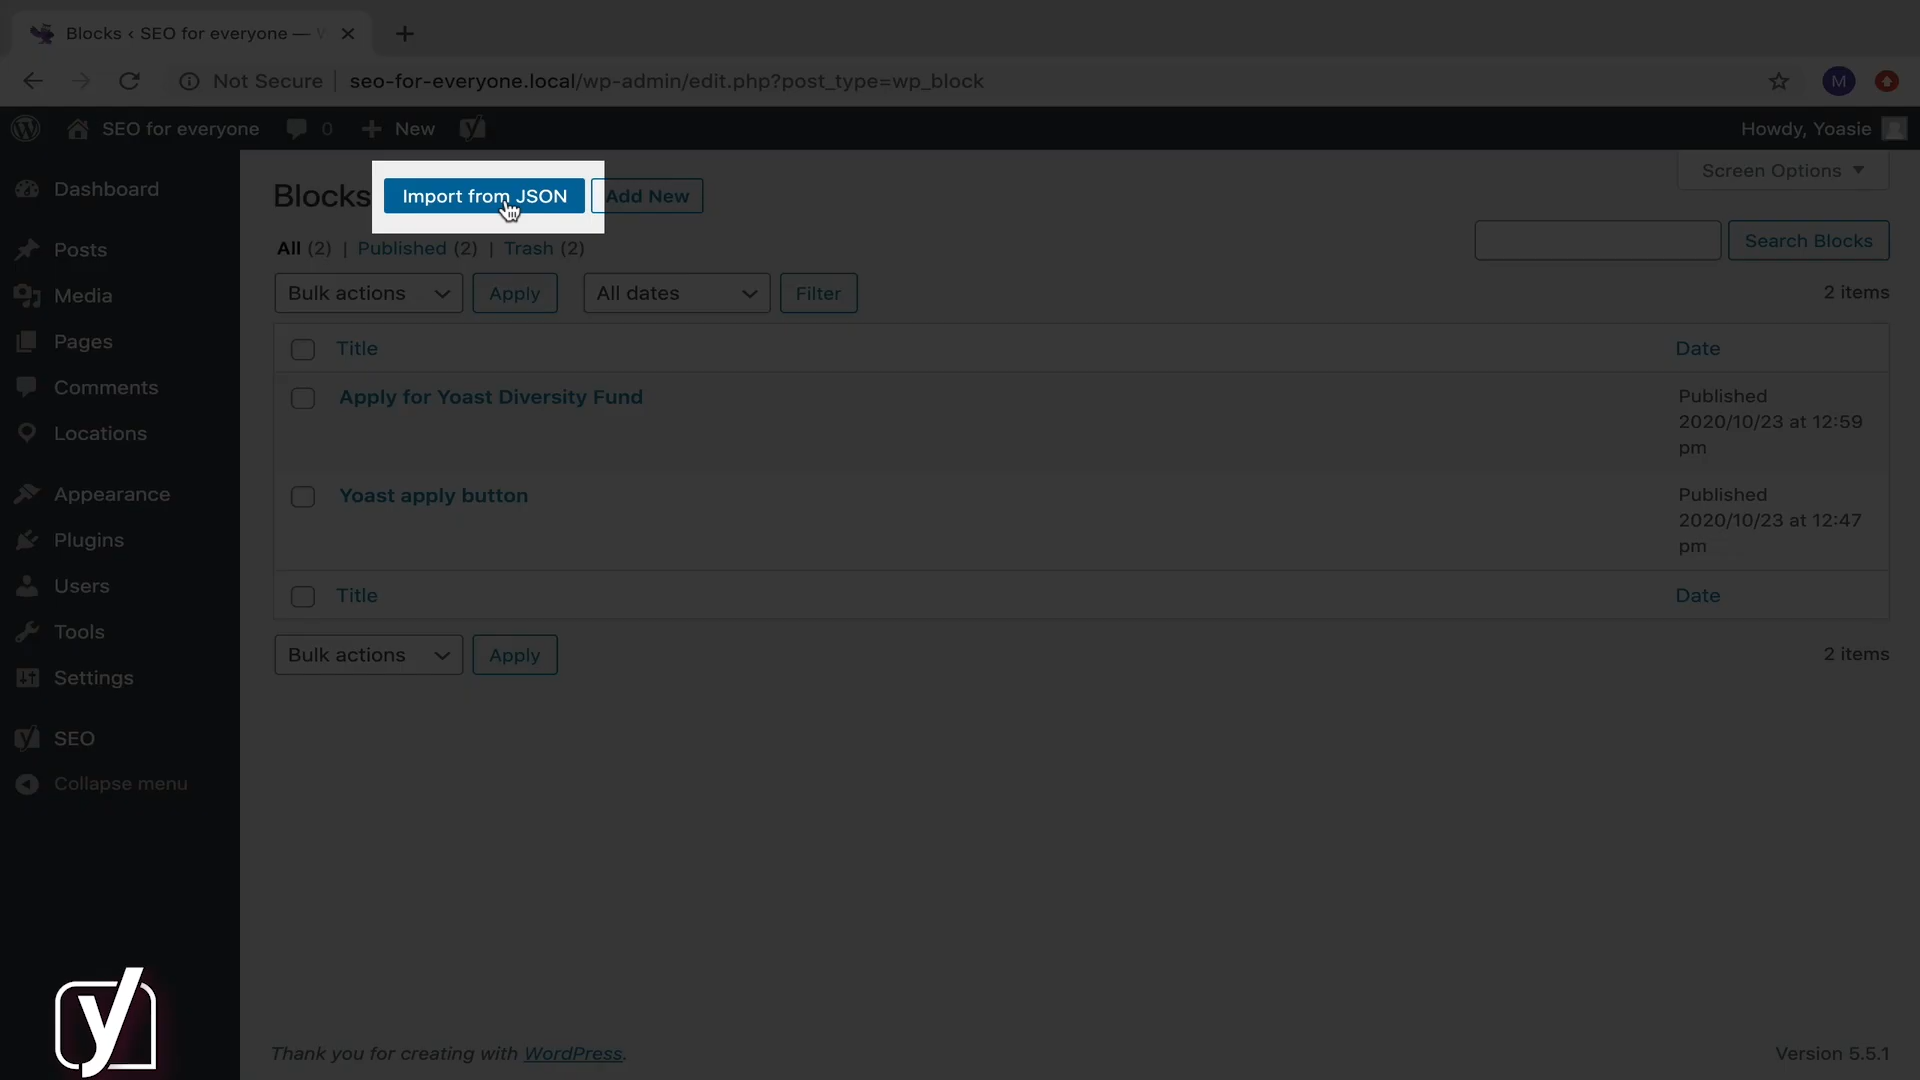 Blocks ‹ SEO for everyone —
Not Secure | seo-for-everyone.local/wp-admin/edit.php?post_type=wp_block
M
SEO for everyone 0 New Howdy, Yoasie
Screen Options
Dashboard
Posts
Media
Pages
Comments
Locations
Appearance
Plugins
Users
Tools
Settings
SEO
Collapse menu
Blocks Import from JSON Add New
All (2) | Published (2) | Trash (2)
Search Blocks
Bulk actions Apply All dates Filter 2 items
Title Date
Apply for Yoast Diversity Fund Published
2020/10/23 at 12:59
pm
Yoast apply button Published
2020/10/23 at 12:47
pm
Title Date
Bulk actions Apply 2 items
Thank you for creating with WordPress. Version 5.5.1
y